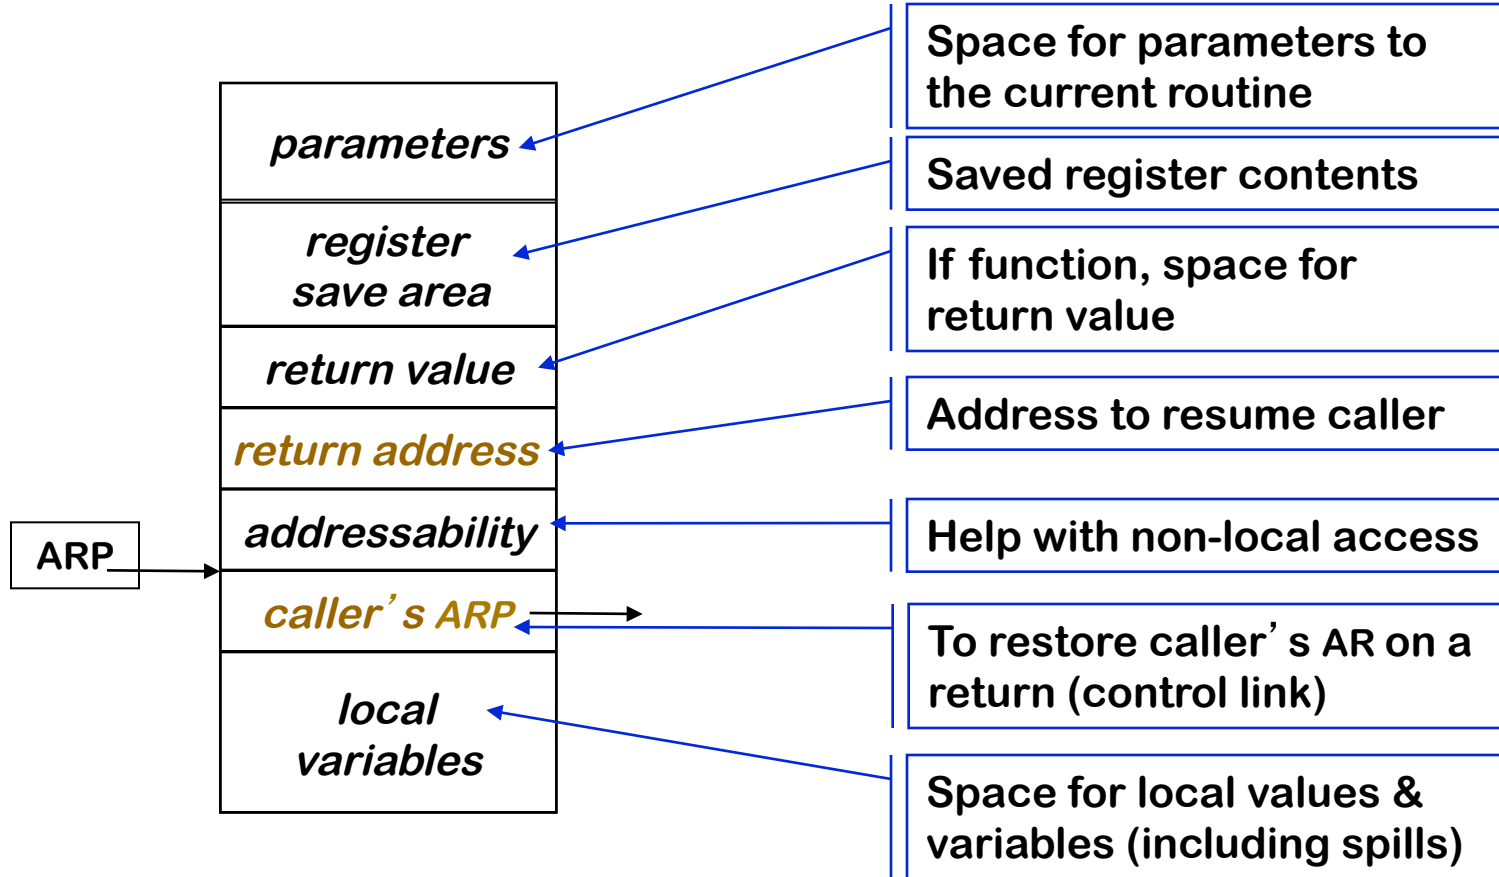 parameters
register
save area
return value
return address
addressability
ARP
caller’s ARP
local
variables
Space for parameters to
the current routine
Saved register contents
If function, space for
return value
Address to resume caller
Help with non-local access
To restore caller’s AR on a
return (control link)
Space for local values &
variables (including spills)